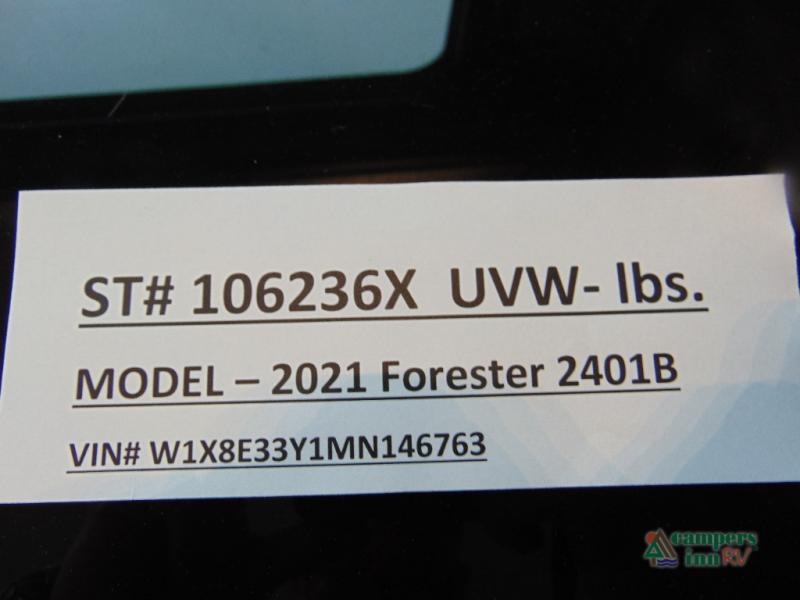 ST# 106236X UVW- lbs.
MODEL – 2021 Forester 2401B
VIN# W1X8E33Y1MN146763
campers
inn RV